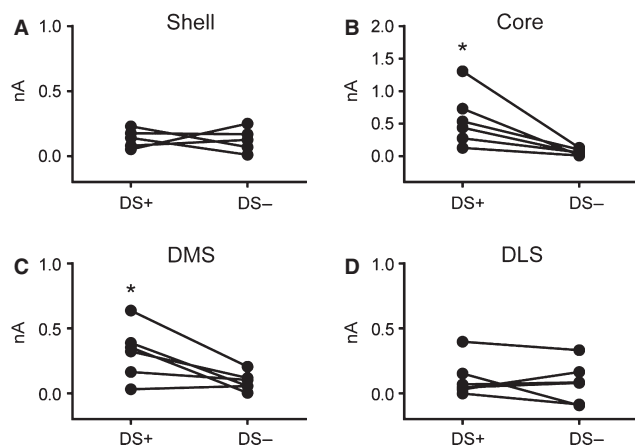 A
Shell
1.0
0.5
0.0
nA
DS+
DS–
B
Core
*
2.0
1.5
1.0
0.5
0.0
nA
DS+
DS–
C
DMS
*
1.0
0.5
0.0
nA
DS+
DS–
D
DLS
1.0
0.5
0.0
nA
DS+
DS–